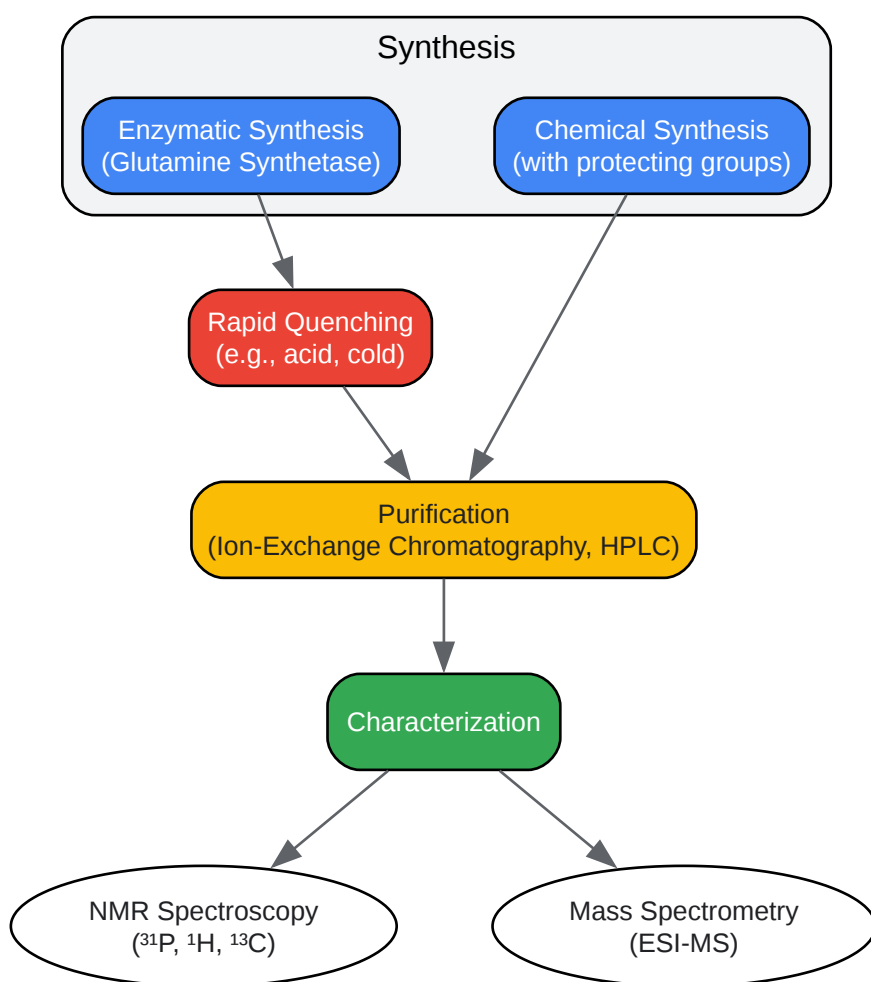 Synthesis
Enzymatic Synthesis
(Glutamine Synthetase)
Chemical Synthesis
(with protecting groups)
Rapid Quenching
(e.g., acid, cold)
Purification
(Ion-Exchange Chromatography, HPLC)
Characterization
NMR Spectroscopy
(³¹P, ¹H, ¹³C)
Mass Spectrometry
(ESI-MS)